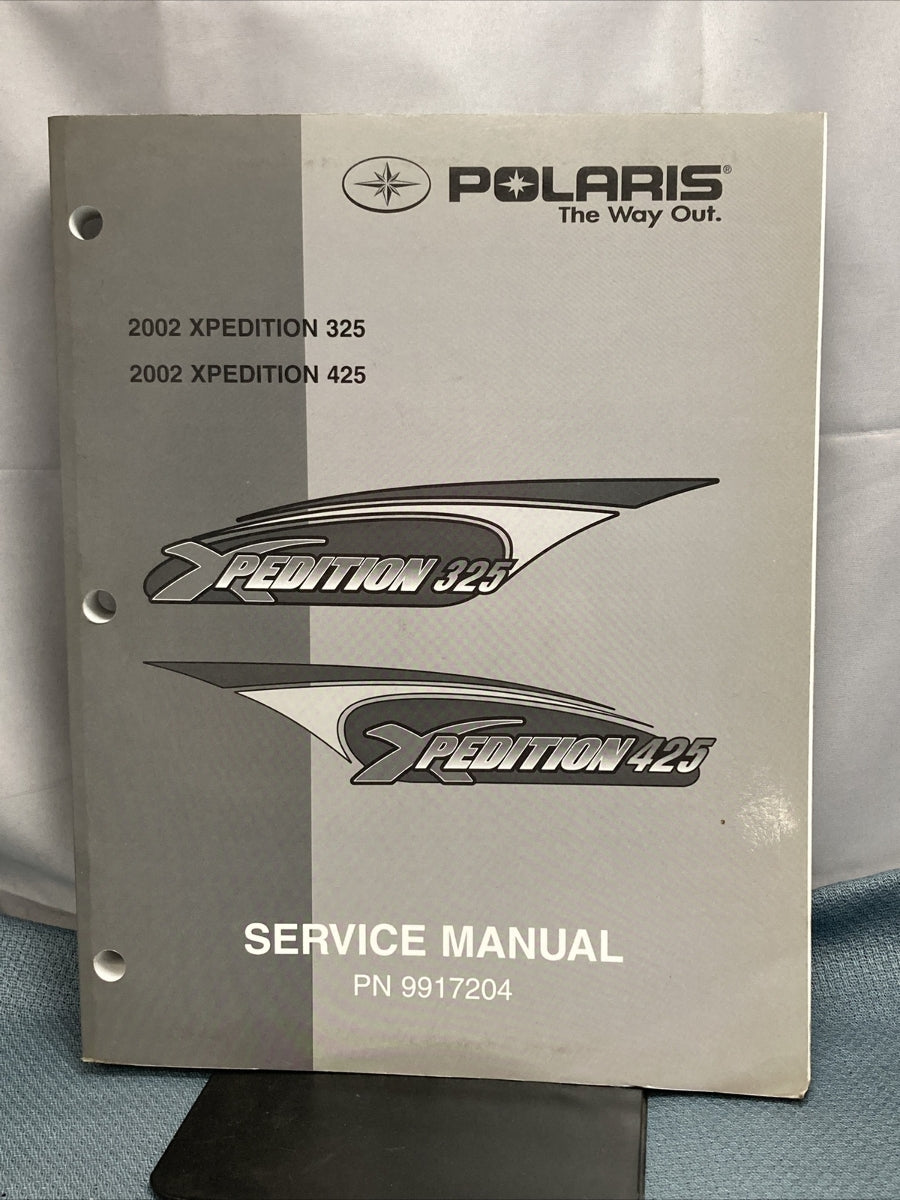 POLARIS®
The Way Out.
2002 XPEDITION 325
2002 XPEDITION 425
XPEDITION 325
XPEDITION 425
SERVICE MANUAL
PN 9917204